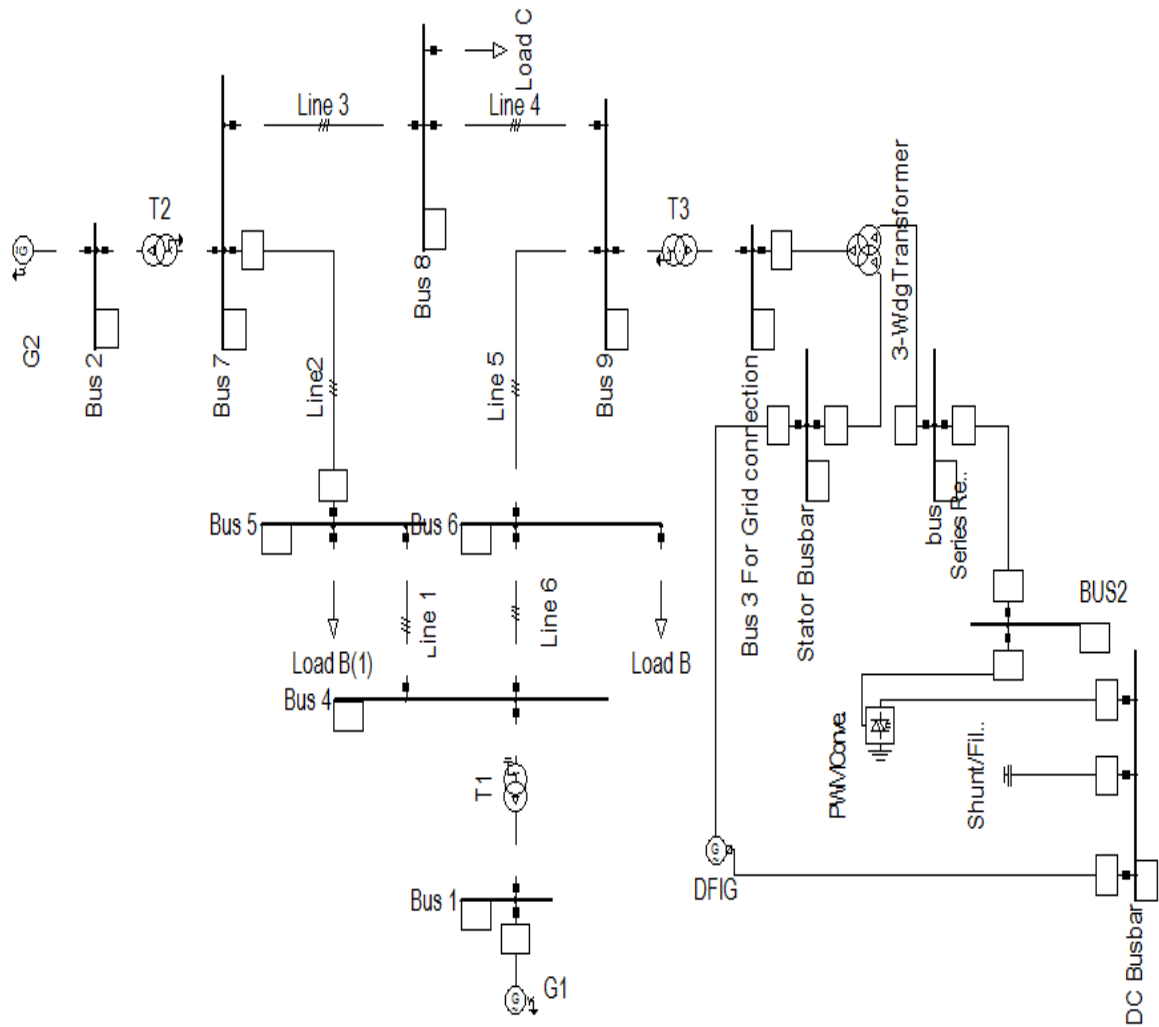 Load C
Line 3
Line 4
T2
T3
3-WdgTransformer
Bus 8
G2
Bus 2
Bus 7
Line2
Line 5
Bus 9
Bus 3 For Grid connection
Stator Busbar
bus
Series Re..
Bus 5
Bus 6
Line 1
Line 6
BUS2
Load B(1)
Load B
Bus 4
T1
PWMConve.
Shunt/Fil..
DFIG
Bus 1
G1
DC Busbar
G
G
G